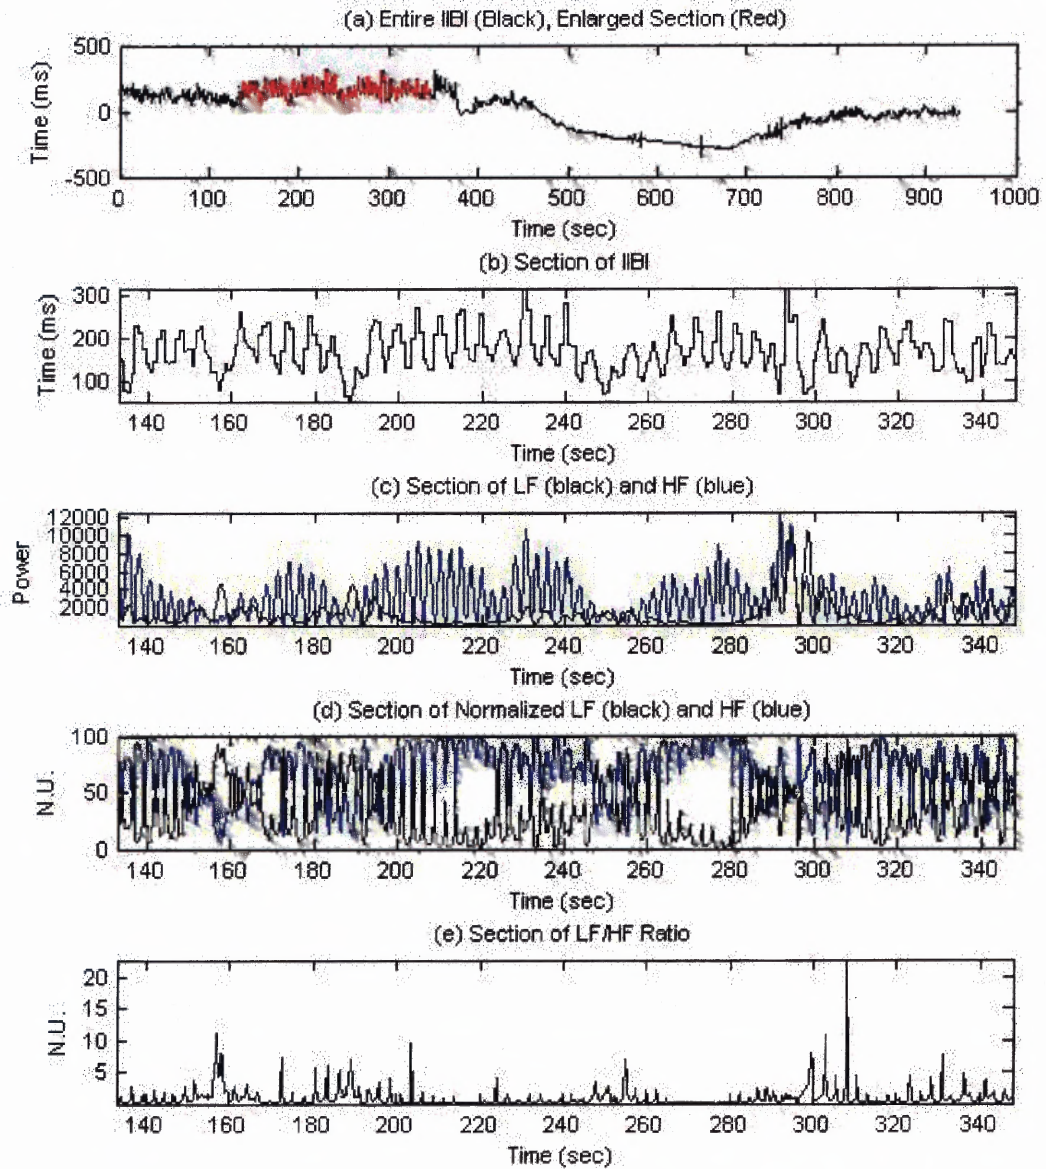 (a) Entire IIBI (Black), Enlarged Section (Red)
500
0
-500
Time (ms)
0 100 200 300 400 500 600 700 800 900 1000
Time (sec)
(b) Section of IIBI
300
200
100
Time (ms)
140 160 180 200 220 240 260 280 300 320 340
Time (sec)
(c) Section of LF (black) and HF (blue)
12000
10000
8000
6000
4000
2000
Power
140 160 180 200 220 240 260 280 300 320 340
Time (sec)
(d) Section of Normalized LF (black) and HF (blue)
100
50
0
N.U.
140 160 180 200 220 240 260 280 300 320 340
Time (sec)
(e) Section of LF/HF Ratio
20
15
10
5
N.U.
140 160 180 200 220 240 260 280 300 320 340
Time (sec)